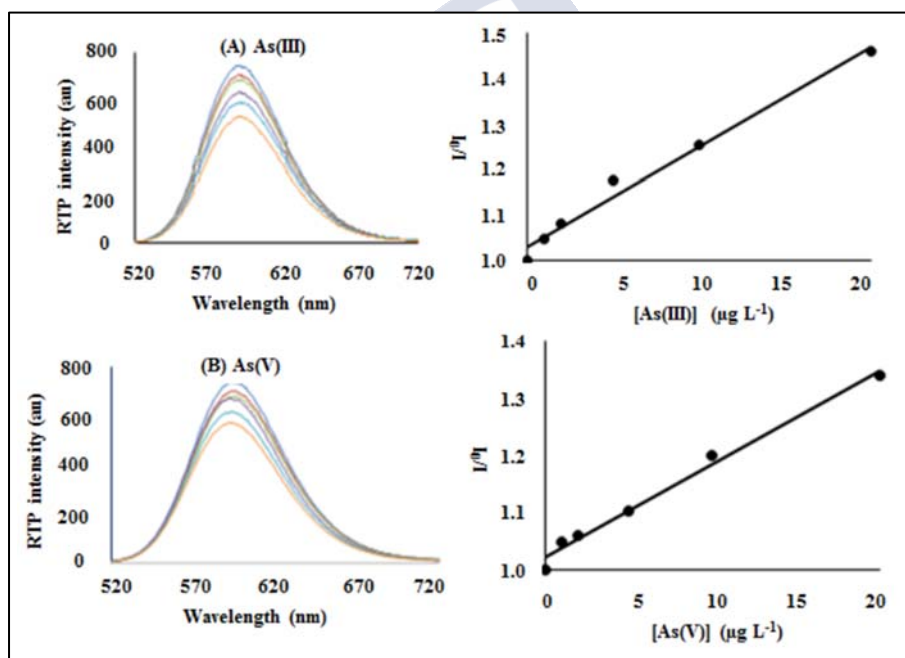 (A) As(III)
800
600
400
200
0
RTP intensity (au)
520 570 620 670 720
Wavelength (nm)
1.5
1.4
1.3
1.2
1.1
1.0
I/⁰I
0 5 10 15 20
[As(III)] (µg L⁻¹)
(B) As(V)
800
600
400
200
0
RTP intensity (au)
520 570 620 670 720
Wavelength (nm)
1.4
1.3
1.2
1.1
1.0
I/⁰I
0 5 10 15 20
[As(V)] (µg L⁻¹)